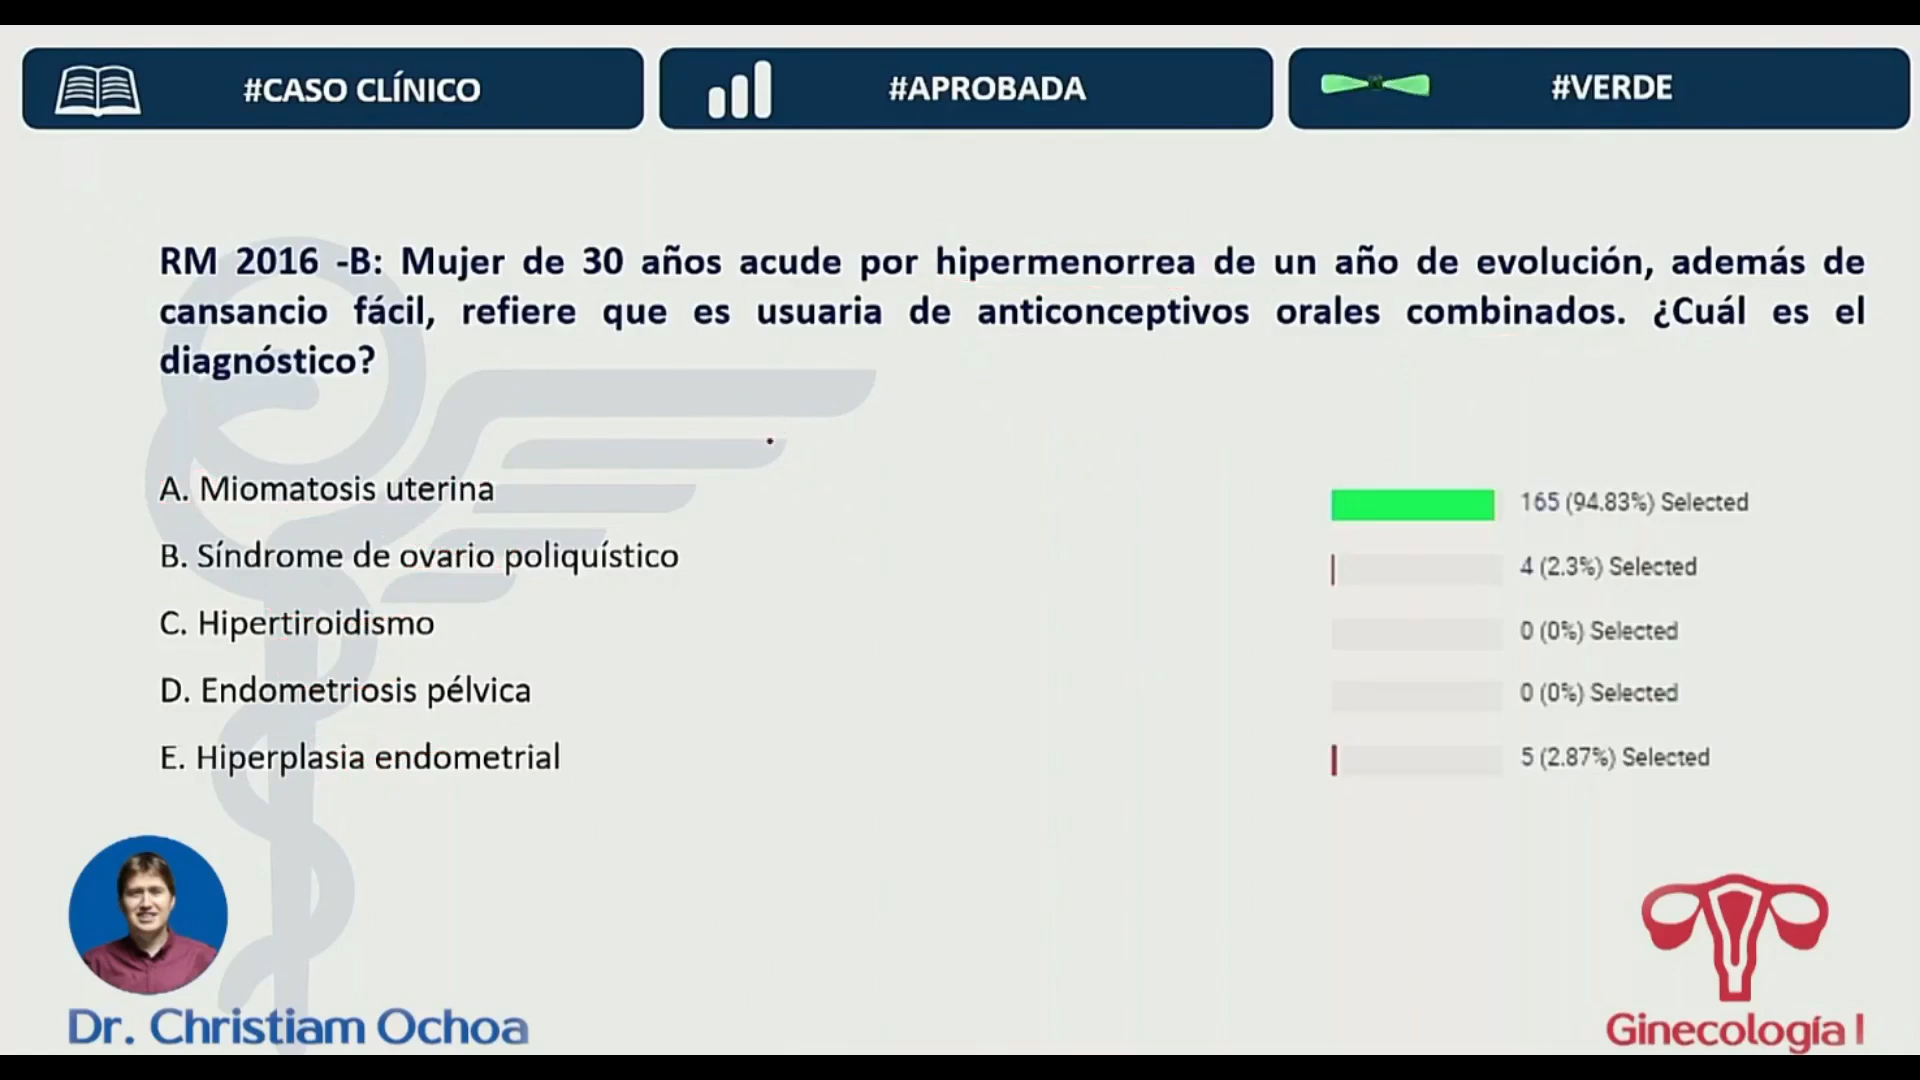 #CASO CLÍNICO
#APROBADA
#VERDE
RM 2016 -B: Mujer de 30 años acude por hipermenorrea de un año de evolución, además de
cansancio fácil, refiere que es usuaria de anticonceptivos orales combinados. ¿Cuál es el
diagnóstico?
A. Miomatosis uterina
165 (94.83%) Selected
B. Síndrome de ovario poliquístico
4 (2.3%) Selected
C. Hipertiroidismo
0 (0%) Selected
D. Endometriosis pélvica
0 (0%) Selected
E. Hiperplasia endometrial
5 (2.87%) Selected
Dr. Christiam Ochoa
Ginecología I